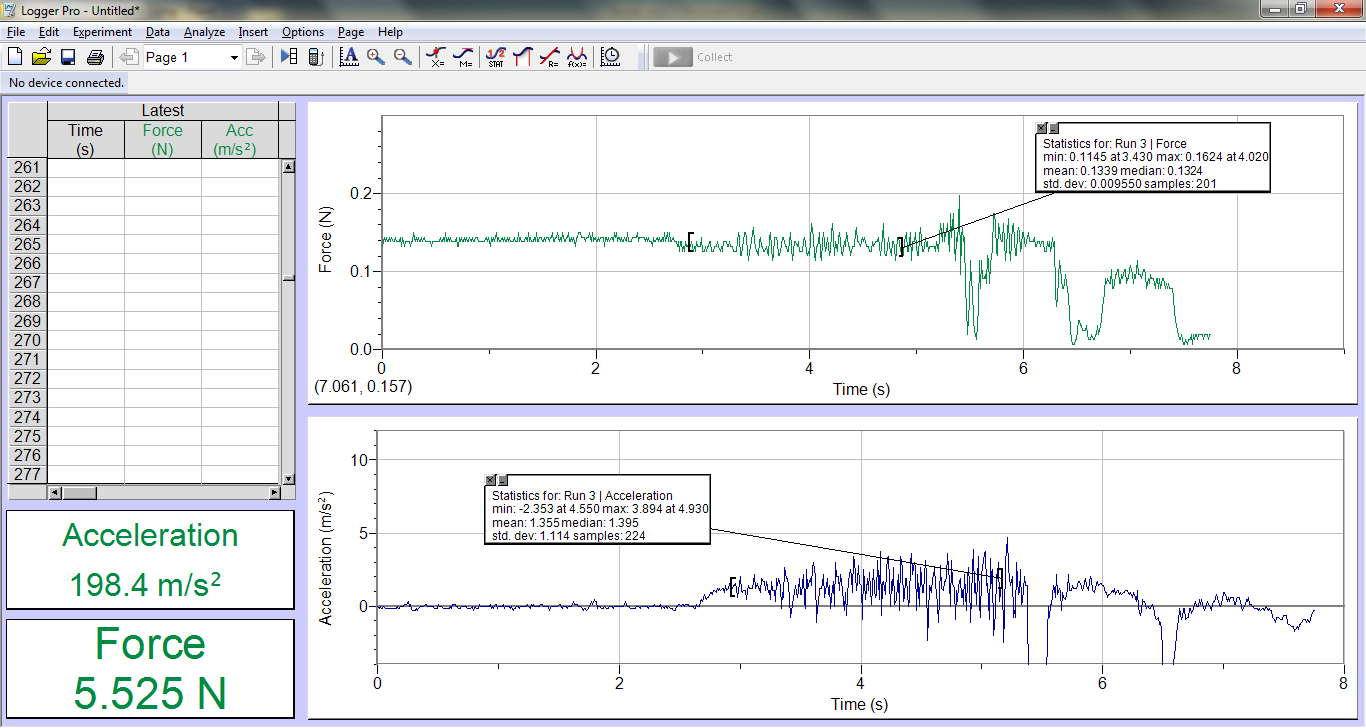 Logger Pro - Untitled*
File Edit Experiment Data Analyze Insert Options Page Help
Page 1
X= M= STAT R= f(x)= Collect
No device connected.
Latest
Time Force Acc
(s) (N) (m/s²)
261
262
263
264
265
266
267
268
269
270
271
272
273
274
275
276
277
Acceleration
198.4 m/s²
Force
5.525 N
Statistics for: Run 3 | Force
min: 0.1145 at 3.430 max: 0.1624 at 4.020
mean: 0.1339 median: 0.1324
std. dev: 0.009550 samples: 201
Force (N)
0.2
0.1
0.0
0 2 4 6 8
(7.061, 0.157)
Time (s)
Statistics for: Run 3 | Acceleration
min: -2.353 at 4.550 max: 3.894 at 4.930
mean: 1.355 median: 1.395
std. dev: 1.114 samples: 224
Acceleration (m/s²)
10
5
0
0 2 4 6 8
Time (s)